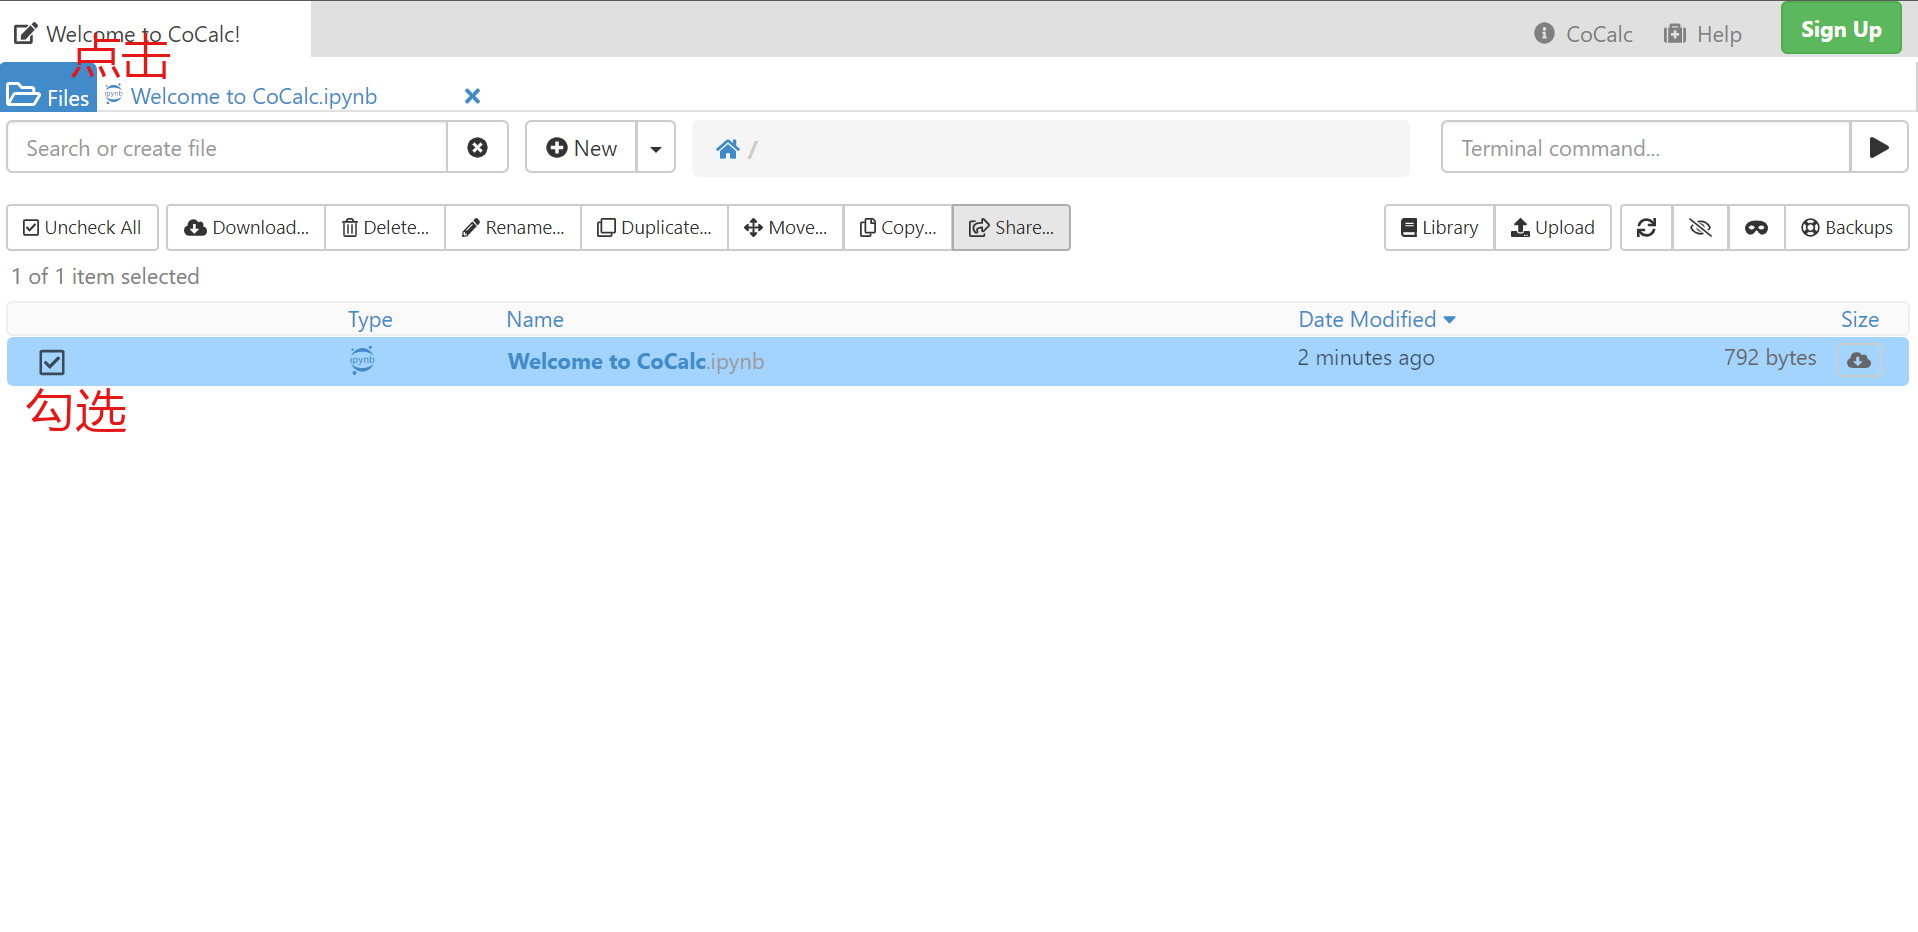 Welcome to CoCalc!
CoCalc
Help
Sign Up
点击
Files
ipynb
Welcome to CoCalc.ipynb
Search or create file
New
/
Terminal command...
Uncheck All
Download...
Delete...
Rename...
Duplicate...
Move...
Copy...
Share...
Library
Upload
Backups
1 of 1 item selected
Type
Name
Date Modified
Size
ipynb
Welcome to CoCalc.ipynb
2 minutes ago
792 bytes
勾选